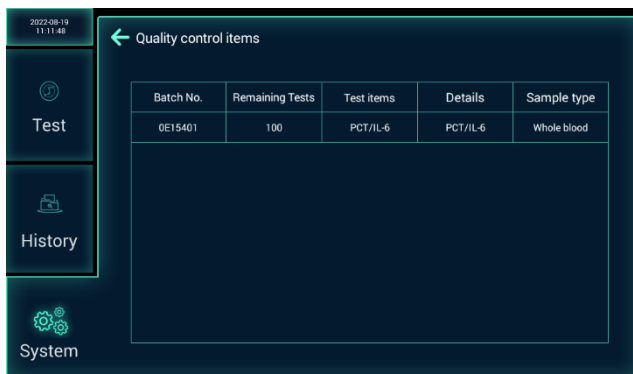 2022-08-19
11:11:48
Quality control items
Test
History
System
Batch No. Remaining Tests Test items Details Sample type
0E15401 100 PCT/IL-6 PCT/IL-6 Whole blood